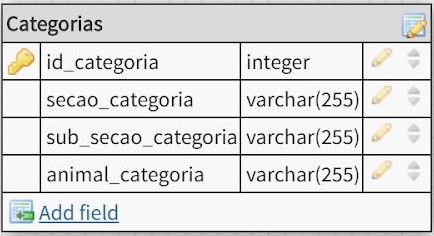 Categorias
id_categoria integer
secao_categoria varchar(255)
sub_secao_categoria varchar(255)
animal_categoria varchar(255)
Add field